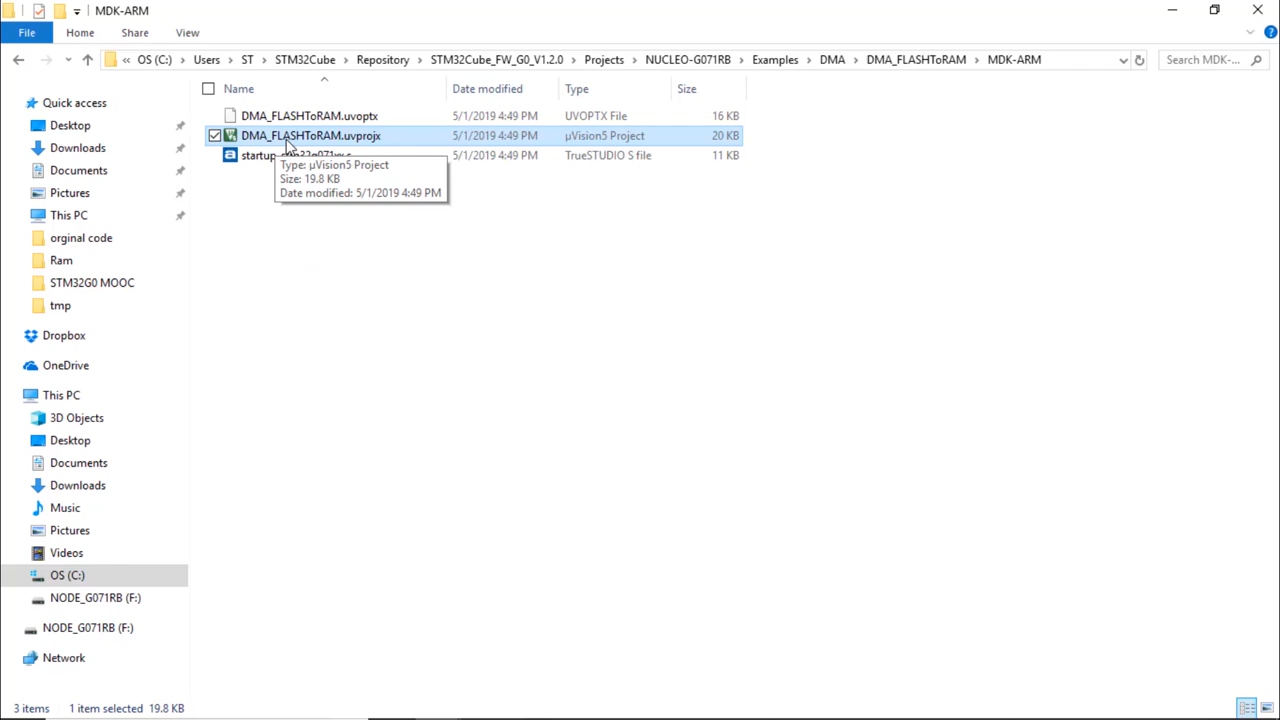 MDK-ARM
File Home Share View
« OS (C:) > Users > ST > STM32Cube > Repository > STM32Cube_FW_G0_V1.2.0 > Projects > NUCLEO-G071RB > Examples > DMA > DMA_FLASHToRAM > MDK-ARM
Search MDK-...
Name Date modified Type Size
DMA_FLASHToRAM.uvoptx 5/1/2019 4:49 PM UVOPTX File 16 KB
DMA_FLASHToRAM.uvprojx 5/1/2019 4:49 PM µVision5 Project 20 KB
5/1/2019 4:49 PM TrueSTUDIO S file 11 KB
Type: µVision5 Project
Size: 19.8 KB
Date modified: 5/1/2019 4:49 PM
Quick access
Desktop
Downloads
Documents
Pictures
This PC
orginal code
Ram
STM32G0 MOOC
tmp
Dropbox
OneDrive
This PC
3D Objects
Desktop
Documents
Downloads
Music
Pictures
Videos
OS (C:)
NODE_G071RB (F:)
NODE_G071RB (F:)
Network
3 items 1 item selected 19.8 KB